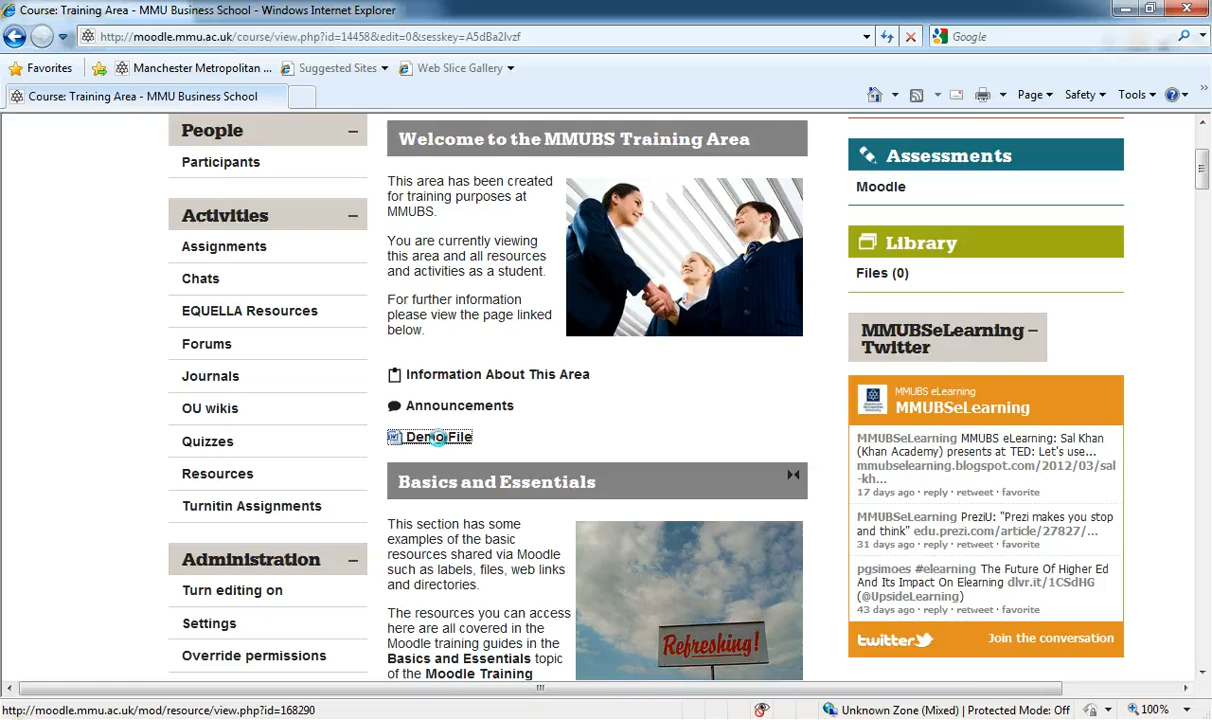 Course: Training Area - MMU Business School - Windows Internet Explorer
http://moodle.mmu.ac.uk/course/view.php?id=14458&edit=0&sesskey=A5dBa2Ivzf
Google
Favorites
Manchester Metropolitan ...
Suggested Sites
Web Slice Gallery
Course: Training Area - MMU Business School
Page
Safety
Tools
People
Participants
Activities
Assignments
Chats
EQUELLA Resources
Forums
Journals
OU wikis
Quizzes
Resources
Turnitin Assignments
Administration
Turn editing on
Settings
Override permissions
Welcome to the MMUBS Training Area
This area has been created
for training purposes at
MMUBS.
You are currently viewing
this area and all resources
and activities as a student.
For further information
please view the page linked
below.
Information About This Area
Announcements
Demo File
Basics and Essentials
This section has some
examples of the basic
resources shared via Moodle
such as labels, files, web links
and directories.
The resources you can access
here are all covered in the
Moodle training guides in the
Basics and Essentials topic
of the Moodle Training
Refreshing!
Assessments
Moodle
Library
Files (0)
MMUBSeLearning –
Twitter
MMUBS eLearning
MMUBSeLearning
MMUBSeLearning MMUBS eLearning: Sal Khan
(Khan Academy) presents at TED: Let's use...
mmubselearning.blogspot.com/2012/03/sal
-kh...
17 days ago · reply · retweet · favorite
MMUBSeLearning PreziU: "Prezi makes you stop
and think" edu.prezi.com/article/27827/...
31 days ago · reply · retweet · favorite
pgsimoes #elearning The Future Of Higher Ed
And Its Impact On Elearning dlvr.it/1CSdHG
(@UpsideLearning)
43 days ago · reply · retweet · favorite
twitter
Join the conversation
http://moodle.mmu.ac.uk/mod/resource/view.php?id=168290
Unknown Zone (Mixed) | Protected Mode: Off
100%